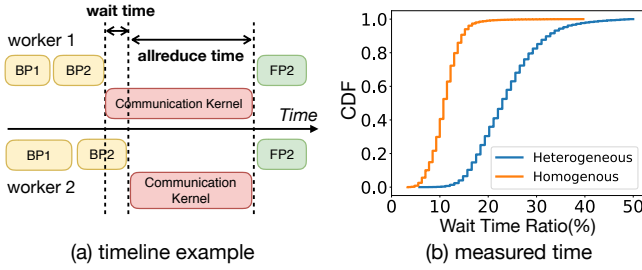 wait time
worker 1
allreduce time
BP1 BP2
FP2
Communication Kernel
Time
BP1 BP2
FP2
Communication
Kernel
worker 2
(a) timeline example
1.0
0.8
0.6
0.4
0.2
0.0
CDF
Heterogeneous
Homogenous
0 10 20 30 40 50
Wait Time Ratio(%)
(b) measured time